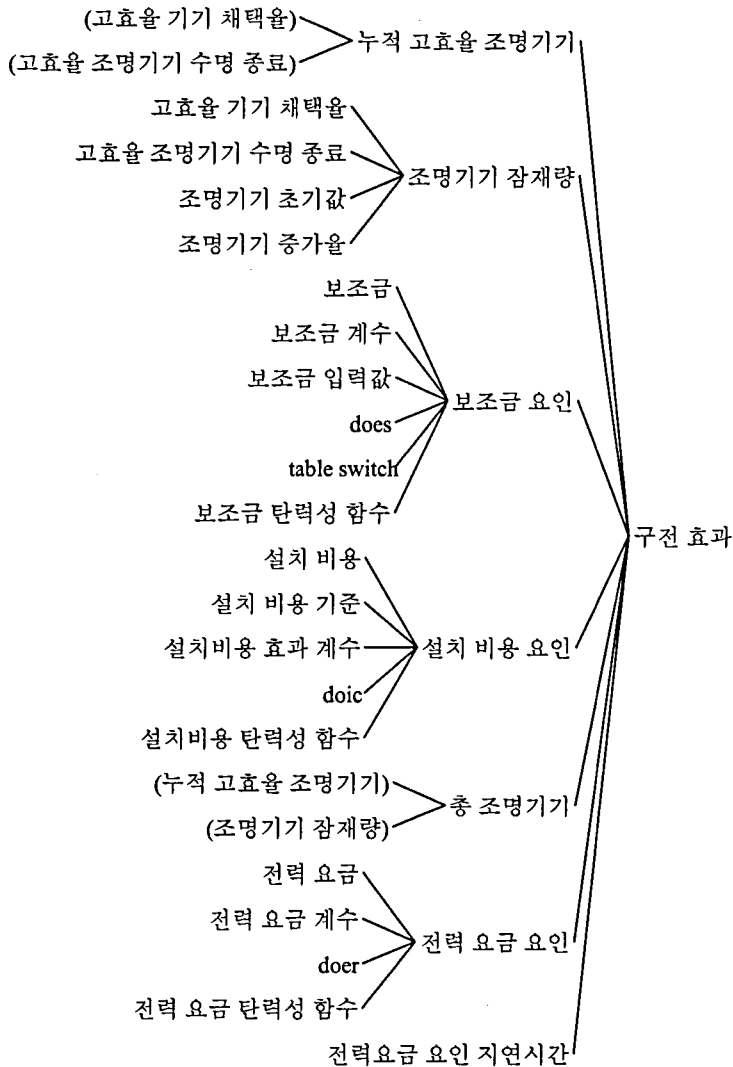 (고효율 기기 채택율)
누적 고효율 조명기기
(고효율 조명기기 수명 종료)
고효율 기기 채택율
고효율 조명기기 수명 종료
조명기기 잠재량
조명기기 초기값
조명기기 증가율
보조금
보조금 계수
보조금 입력값
보조금 요인
does
table switch
보조금 탄력성 함수
구전 효과
설치 비용
설치 비용 기준
설치비용 효과 계수
설치 비용 요인
doic
설치비용 탄력성 함수
(누적 고효율 조명기기)
총 조명기기
(조명기기 잠재량)
전력 요금
전력 요금 계수
전력 요금 요인
doer
전력 요금 탄력성 함수
전력요금 요인 지연시간